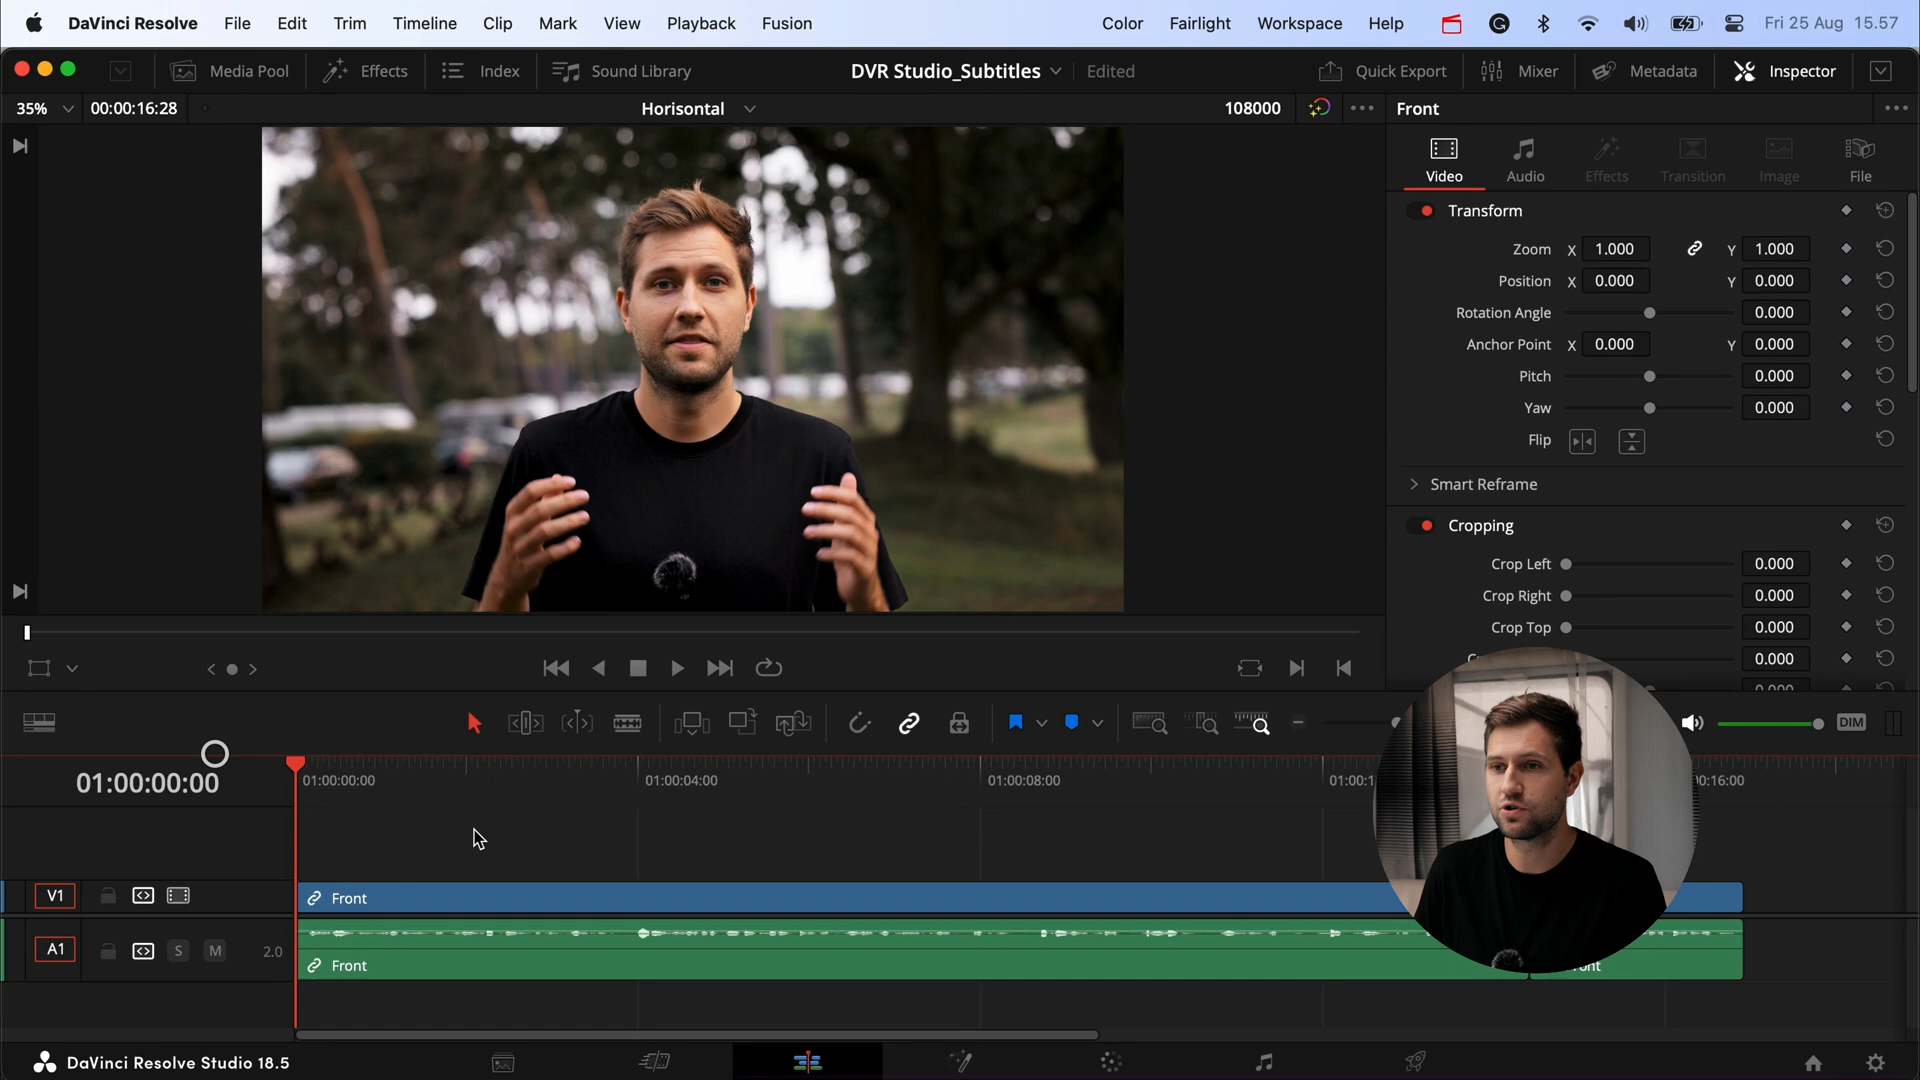 DaVinci Resolve File Edit Trim Timeline Clip Mark View Playback Fusion Color Fairlight Workspace Help Fri 25 Aug 15.57
Media Pool Effects Index Sound Library DVR Studio_Subtitles Edited Quick Export Mixer Metadata Inspector
35% 00:00:16:28 Horisontal 108000 Front
Video Audio Effects Transition Image File
Transform
Zoom X 1.000 Y 1.000
Position X 0.000 Y 0.000
Rotation Angle 0.000
Anchor Point X 0.000 Y 0.000
Pitch 0.000
Yaw 0.000
Flip
Smart Reframe
Cropping
Crop Left 0.000
Crop Right 0.000
Crop Top 0.000
0.000
0.000
DIM
01:00:00:00 01:00:00:00 01:00:04:00 01:00:08:00
V1 Front
A1 S M 2.0 Front
DaVinci Resolve Studio 18.5